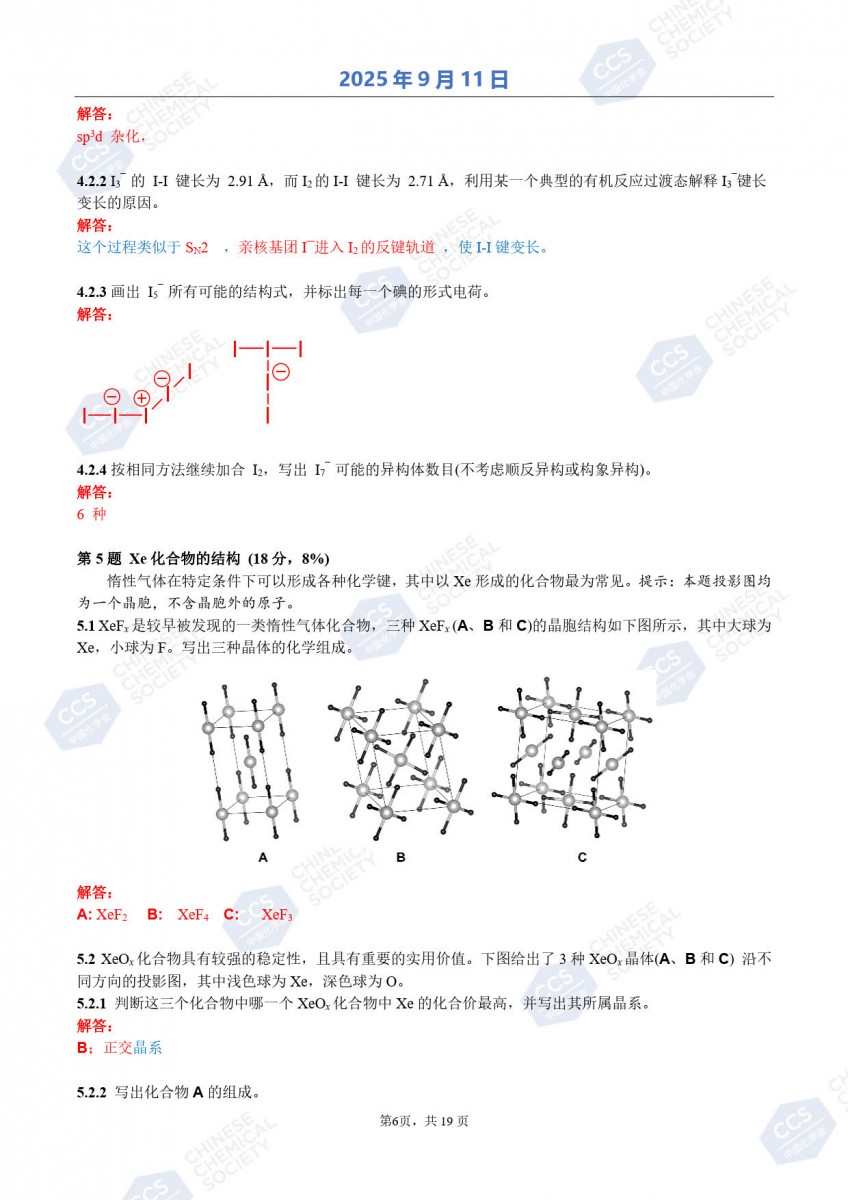 2025年9月11日
解答：
sp³d 杂化，
4.2.2 I₃⁻ 的 I-I 键长为 2.91 Å，而 I₂ 的 I-I 键长为 2.71 Å，利用某一个典型的有机反应过渡态解释 I₃⁻键长
变长的原因。
解答：
这个过程类似于 SN2 ，亲核基团 I⁻进入 I₂ 的反键轨道 ，使 I-I 键变长。
4.2.3 画出 I₅⁻ 所有可能的结构式，并标出每一个碘的形式电荷。
解答：
4.2.4 按相同方法继续加合 I₂，写出 I₇⁻ 可能的异构体数目(不考虑顺反异构或构象异构)。
解答：
6 种
第 5 题 Xe 化合物的结构 (18 分，8%)
惰性气体在特定条件下可以形成各种化学键，其中以 Xe 形成的化合物最为常见。提示：本题投影图均
为一个晶胞，不含晶胞外的原子。
5.1 XeFₓ 是较早被发现的一类惰性气体化合物，三种 XeFₓ (A、B 和 C)的晶胞结构如下图所示，其中大球为
Xe，小球为 F。写出三种晶体的化学组成。
A B C
解答：
A: XeF₂ B: XeF₄ C: XeF₃
5.2 XeOₓ 化合物具有较强的稳定性，且具有重要的实用价值。下图给出了 3 种 XeOₓ 晶体(A、B 和 C) 沿不
同方向的投影图，其中浅色球为 Xe，深色球为 O。
5.2.1 判断这三个化合物中哪一个 XeOₓ 化合物中 Xe 的化合价最高，并写出其所属晶系。
解答：
B；正交晶系
5.2.2 写出化合物 A 的组成。
第6页，共 19 页
CCS
中国化学会
CHINESE
CHEMICAL
SOCIETY